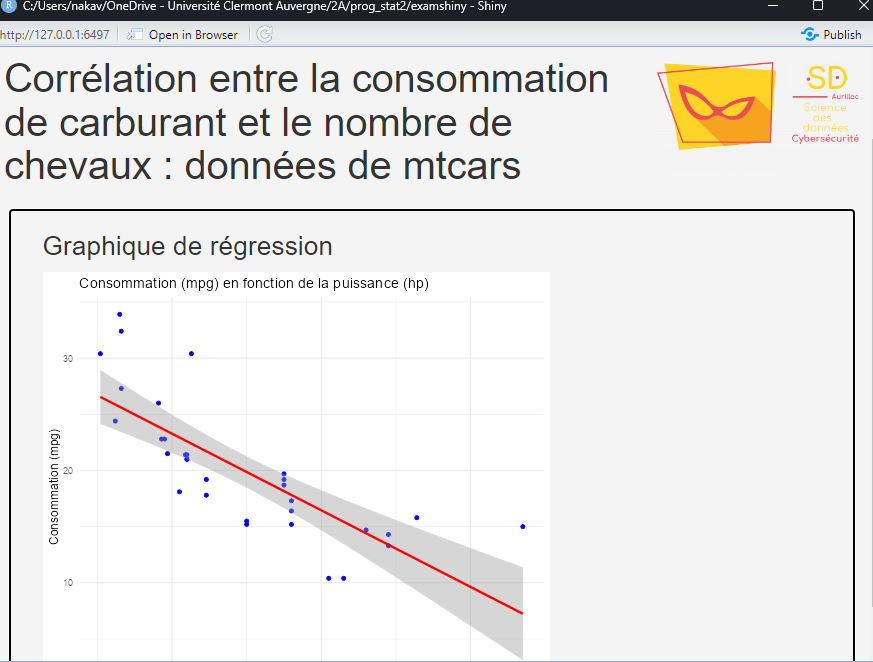 C:/Users/nakav/OneDrive - Université Clermont Auvergne/2A/prog_stat2/examshiny - Shiny
http://127.0.0.1:6497
Open in Browser
Publish
Corrélation entre la consommation
de carburant et le nombre de
chevaux : données de mtcars
SD
Aurillac
Science
des
données
Cybersécurité
Graphique de régression
Consommation (mpg) en fonction de la puissance (hp)
Consommation (mpg)
30
20
10